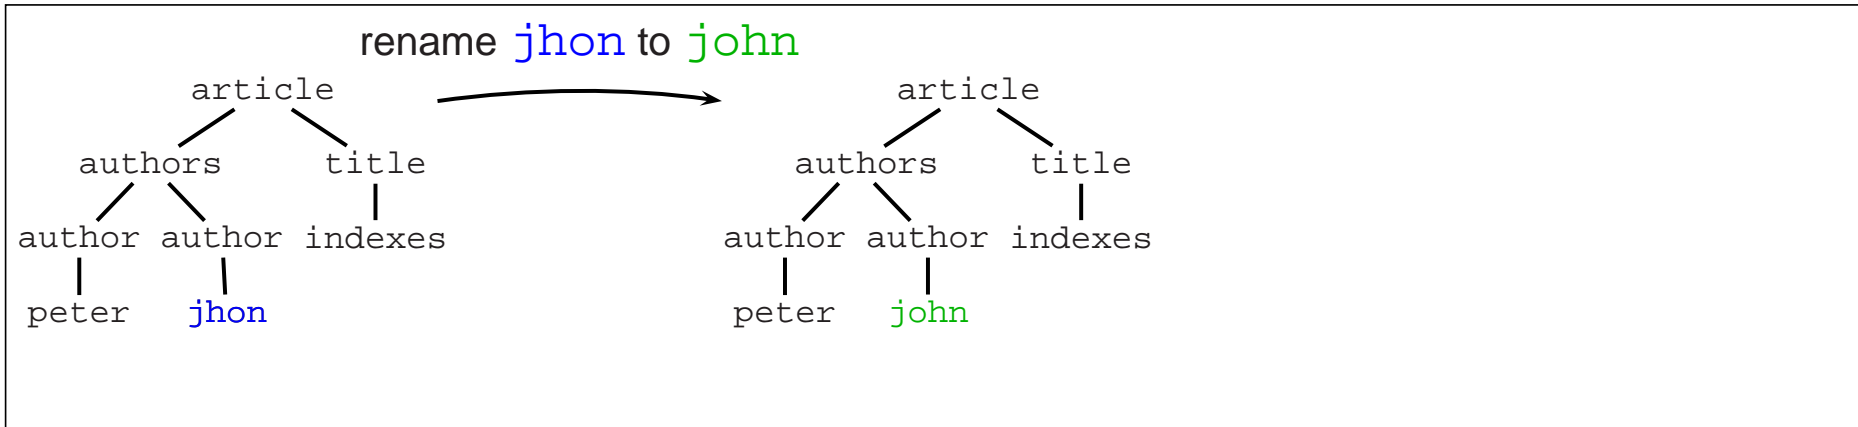 rename jhon to john
article article
authors title authors title
author author indexes author author indexes
peter jhon peter john